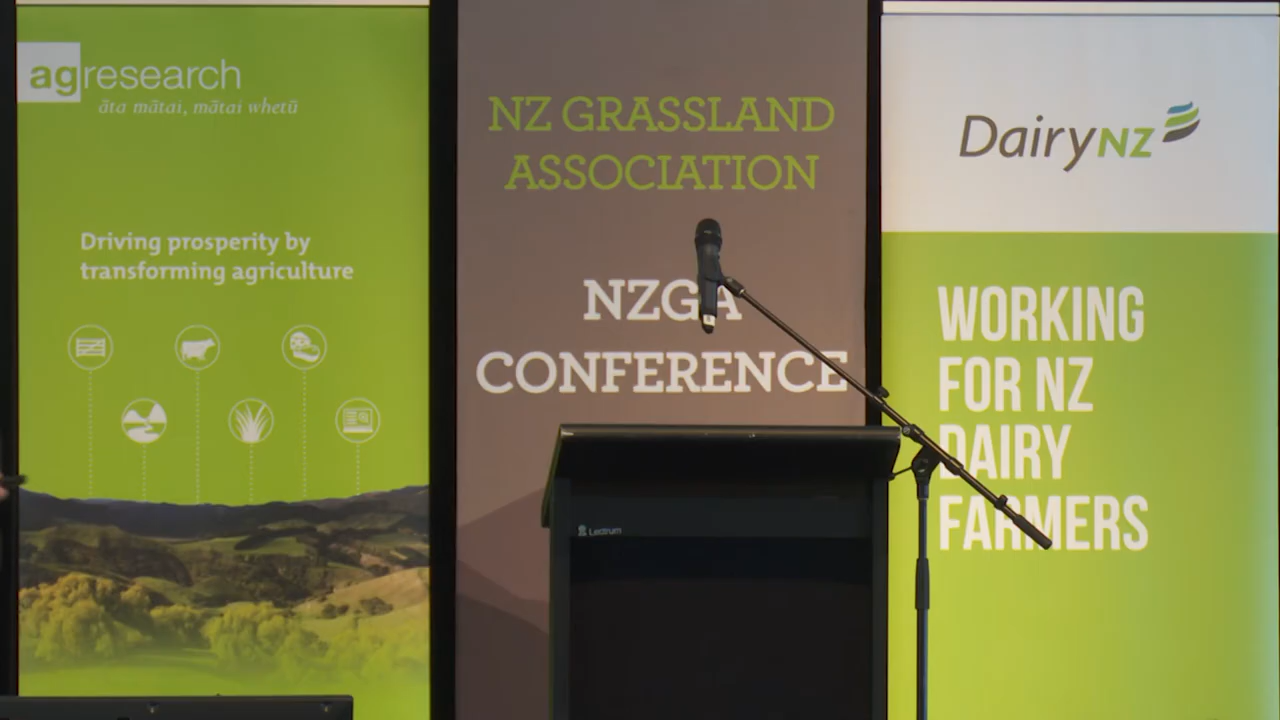 agresearch
āta mātai, mātai whetū
Driving prosperity by
transforming agriculture
NZ GRASSLAND
ASSOCIATION
NZGA
CONFERENCE
Lectrum
DairyNZ
WORKING
FOR NZ
DAIRY
FARMERS